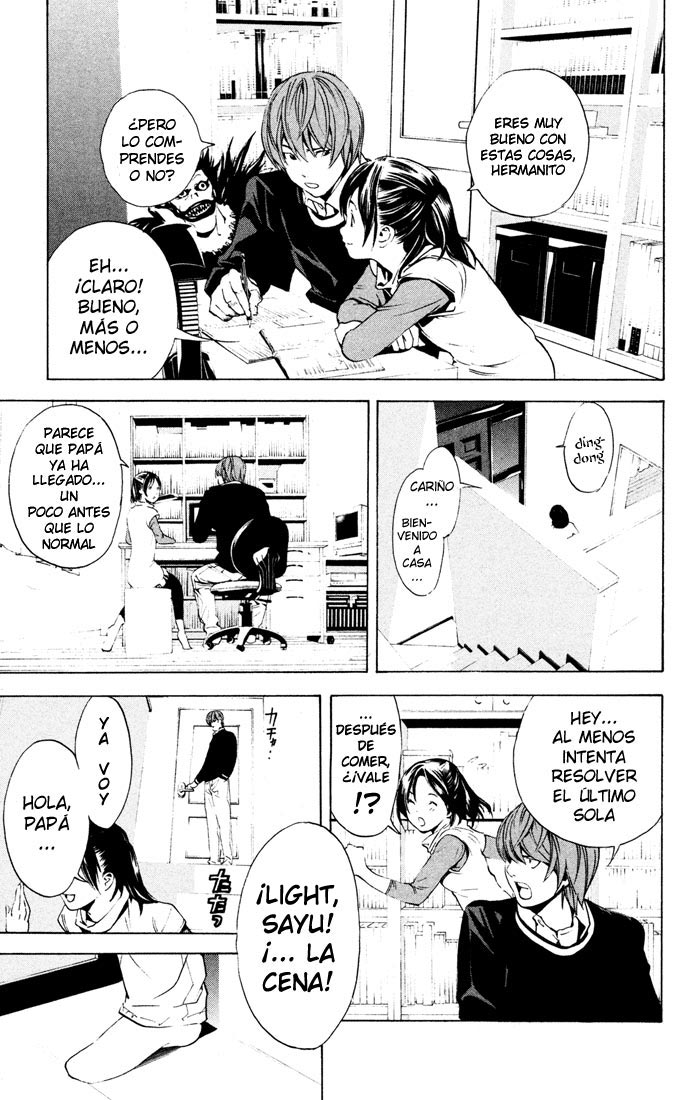 ERES MUY
BUENO CON
ESTAS COSAS,
HERMANITO
¿PERO
LO COM-
PRENDES
O NO?
EH...
¡CLARO!
BUENO,
MÁS O
MENOS...
ding-
dong
CARIÑO
...
BIEN-
VENIDO
A
CASA
...
PARECE
QUE PAPÁ
YA HA
LLEGADO...
UN
POCO ANTES
QUE LO
NORMAL
HEY...
AL MENOS
INTENTA
RESOLVER
EL ÚLTIMO
SOLA
...
DESPUÉS
DE
COMER,
¿¡VALE
!?
¡LIGHT,
SAYU!
¡... LA
CENA!
カチャ
たたっ
YA VOY
HOLA,
PAPÁ
...